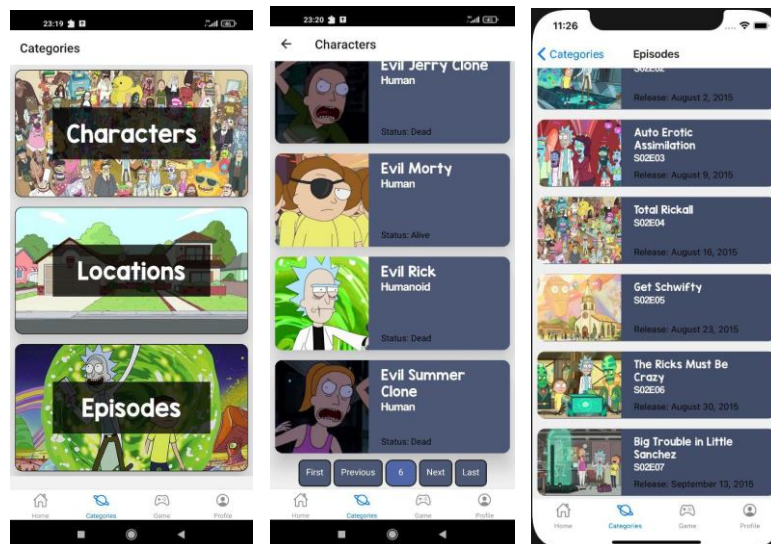 23:19
Categories
Characters
Locations
Episodes
Home Categories Game Profile
23:20
Characters
Evil Jerry Clone
Human
Status: Dead
Evil Morty
Human
Status: Alive
Evil Rick
Humanoid
Status: Dead
Evil Summer
Clone
Human
Status: Dead
First Previous 6 Next Last
Home Categories Game Profile
11:26
Categories Episodes
S02E02
Release: August 2, 2015
Auto Erotic
Assimilation
S02E03
Release: August 9, 2015
Total Rickall
S02E04
Release: August 16, 2015
Get Schwifty
S02E05
Release: August 23, 2015
The Ricks Must Be
Crazy
S02E06
Release: August 30, 2015
Big Trouble in Little
Sanchez
S02E07
Release: September 13, 2015
Home Categories Game Profile